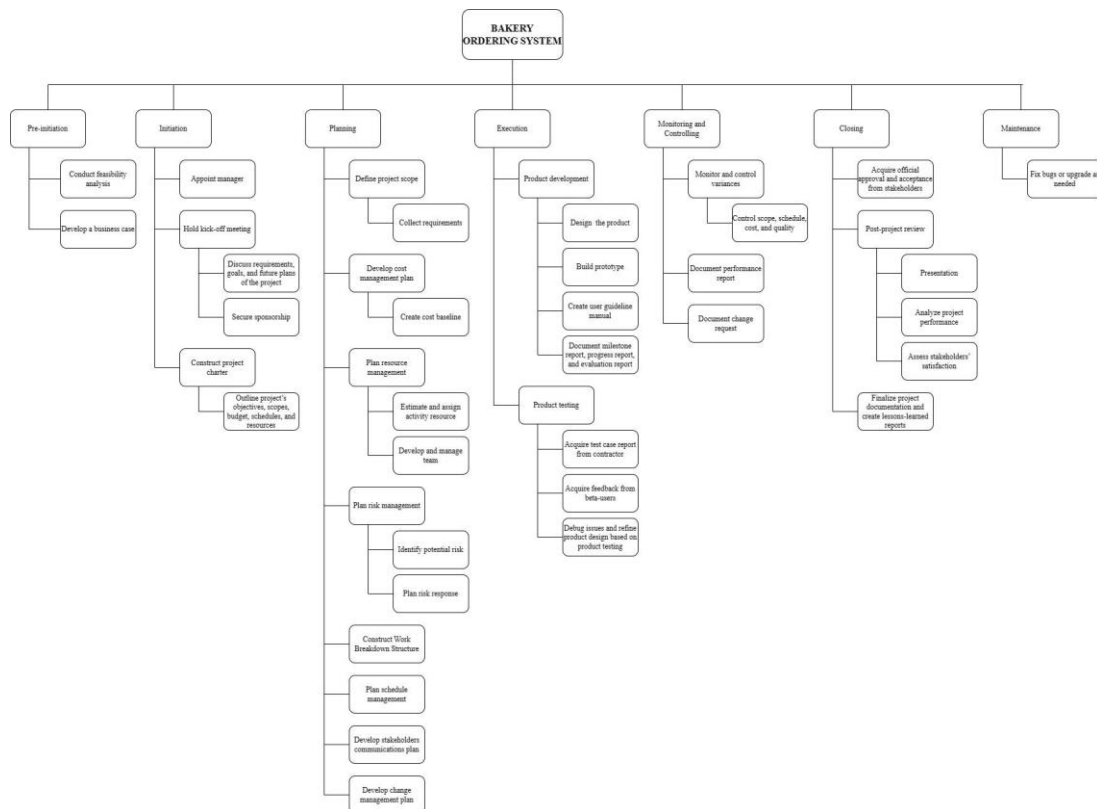 BAKERY
ORDERING SYSTEM
Pre-initiation
Conduct feasibility
analysis
Develop a business case
Initiation
Appoint manager
Hold kick-off meeting
Discuss requirements,
goals, and future plans
of the project
Secure sponsorship
Construct project
charter
Outline project's
objectives, scopes,
budget, schedules, and
resources
Planning
Define project scope
Collect requirements
Develop cost
management plan
Create cost baseline
Plan resource
management
Estimate and assign
activity resource
Develop and manage
team
Plan risk management
Identify potential risk
Plan risk response
Construct Work
Breakdown Structure
Plan schedule
management
Develop stakeholders
communications plan
Develop change
management plan
Execution
Product development
Design the product
Build prototype
Create user guideline
manual
Document milestone
report, progress report,
and evaluation report
Product testing
Acquire test case report
from contractor
Acquire feedback from
beta-users
Debug issues and refine
product design based on
product testing
Monitoring and
Controlling
Monitor and control
variances
Control scope, schedule,
cost, and quality
Document performance
report
Document change
request
Closing
Acquire official
approval and acceptance
from stakeholders
Post-project review
Presentation
Analyze project
performance
Assess stakeholders'
satisfaction
Finalize project
documentation and
create lessons-learned
reports
Maintenance
Fix bugs or upgrade as
needed